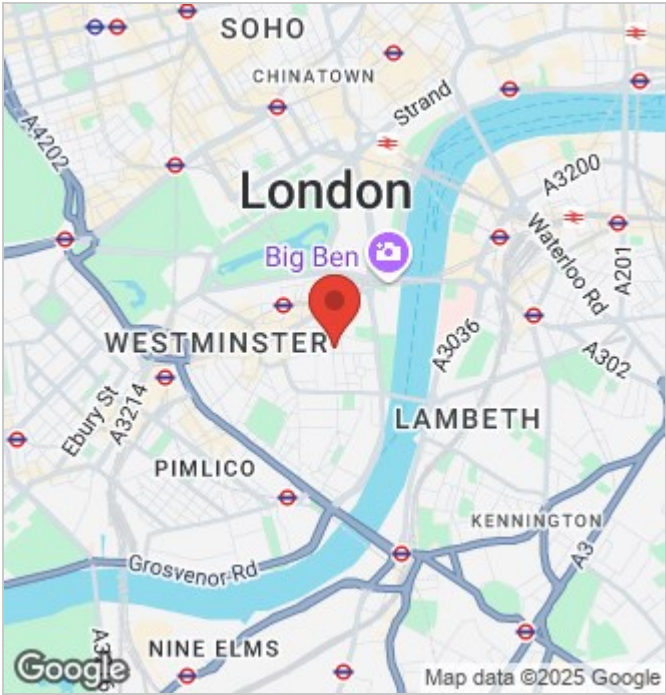 SOHO
CHINATOWN
Strand
A4202
London
A3200
Big Ben
Waterloo Rd
A201
WESTMINSTER
A3036
A302
Ebury St
A3214
LAMBETH
PIMLICO
KENNINGTON
A3
Grosvenor Rd
NINE ELMS
Google
Map data ©2025 Google